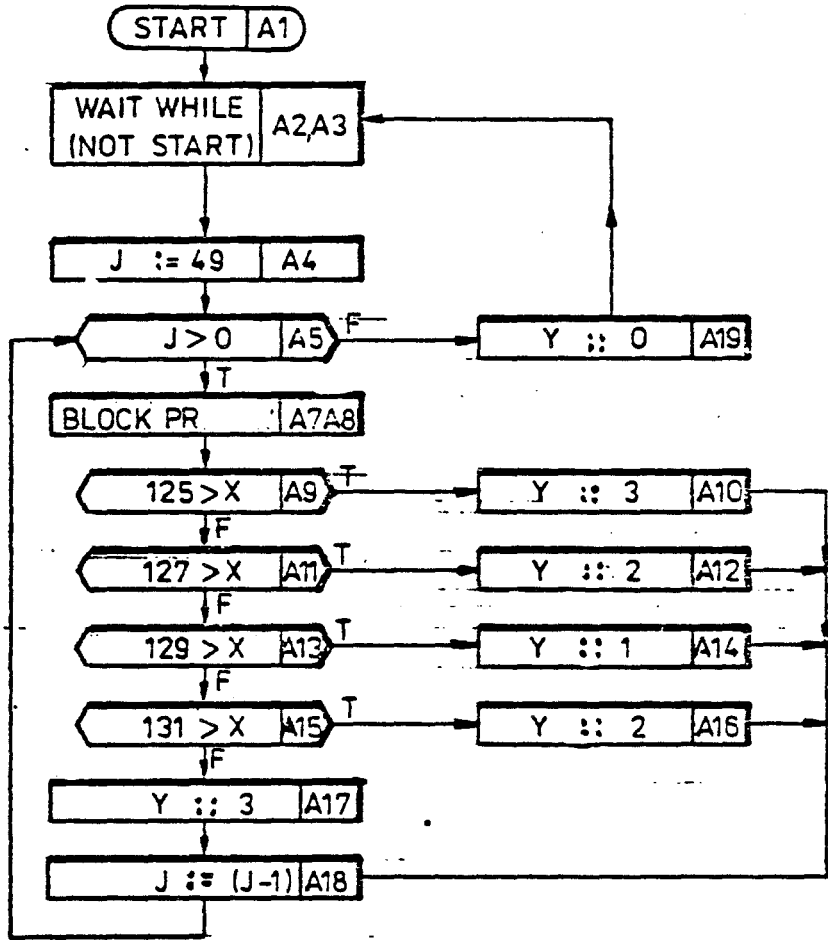 START A1
WAIT WHILE
(NOT START) A2,A3
J := 49 A4
J > 0 A5 F
Y :: 0 A19
T
BLOCK PR A7A8
125 > X A9 T
Y :: 3 A10
F
127 > X A11 T
Y :: 2 A12
F
129 > X A13 T
Y :: 1 A14
F
131 > X A15 T
Y :: 2 A16
F
Y :: 3 A17
J := (J-1) A18